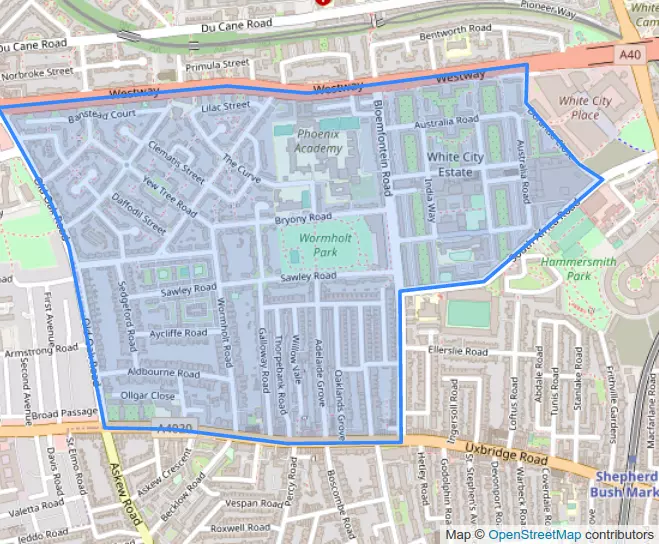 Pioneer Way
White City
Du Cane Road
Du Cane Road
Bentworth Road
A40
Norbroke Street
Primula Street
Westway
Westway
Westway
White City
Place
Banstead Court
Lilac Street
Bloemfontein Road
Australia Road
Phoenix
Academy
Clematis Street
The Curve
White City
Estate
Australia Road
Yew Tree Road
Daffodil Street
India Way
Old Oak Road
Bryony Road
South Africa Road
Wormholt
Park
Hammersmith
Park
Sawley Road
Sawley Road
Sedgeford Road
Wormholt Road
First Avenue
Second Avenue
Armstrong Road
Aycliffe Road
Old Oak Road
Galloway Road
Thorpebank Road
Willow Vale
Adelaide Grove
Oaklands Grove
Ellerslie Road
Aldbourne Road
Ollgar Close
Ingersoll Road
Loftus Road
Abdale Road
Tunis Road
Stanlake Road
Frithville Gardens
Macfarlane Road
Broad Passage
A4020
Uxbridge Road
St Elmo Road
Davis Road
Askew Road
Askew Crescent
Becklow Road
Percy Road
Boscombe Road
Hetley Road
Godolphin Road
St Stephen's Avenue
Devonport Road
Warbeck Road
Coverdale Road
Shepherd's
Bush Market
Valetta Road
Vespan Road
Roxwell Road
Jeddo Road
Map © OpenStreetMap contributors